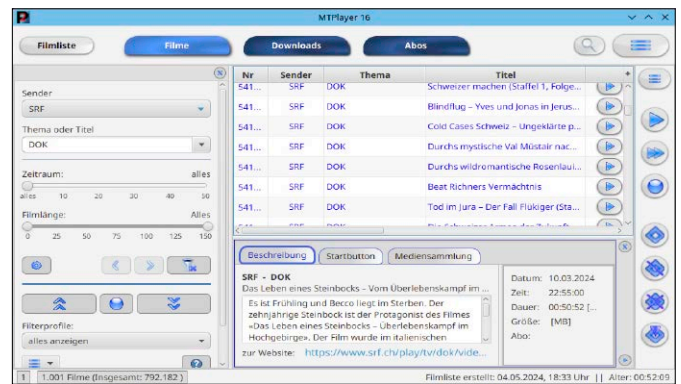 MTPlayer 16
Filmliste
Filme
Downloads
Abos
Sender
SRF
Thema oder Titel
DOK
Zeitraum:
alles
alles 10 20 30 40 50
Filmlänge:
Alles
0 25 50 75 100 125 150
Filterprofile:
alles anzeigen
Nr Sender Thema Titel
541... SRF DOK Schweizer machen (Staffel 1, Folge...
541... SRF DOK Blindflug – Yves und Jonas in Jerus...
541... SRF DOK Cold Cases Schweiz – Ungeklärte p...
541... SRF DOK Durchs mystische Val Müstair nac...
541... SRF DOK Durchs wildromantische Rosenlaui...
541... SRF DOK Beat Richners Vermächtnis
541... SRF DOK Tod im Jura – Der Fall Flükiger (Sta...
Beschreibung
Startbutton
Mediensammlung
SRF - DOK
Das Leben eines Steinbocks – Vom Überlebenskampf im ...
Es ist Frühling und Becco liegt im Sterben. Der
zehnjährige Steinbock ist der Protagonist des Filmes
«Das Leben eines Steinbocks – Überlebenskampf im
Hochgebirge». Der Film wurde im italienischen
zur Website: https://www.srf.ch/play/tv/dok/vide...
Datum: 10.03.2024
Zeit: 22:55:00
Dauer: 00:50:52 [...
Größe: [MB]
Abo:
1 1.001 Filme (Insgesamt: 792.182 )
Filmliste erstellt: 04.05.2024, 18:33 Uhr || Alter: 00:52:09